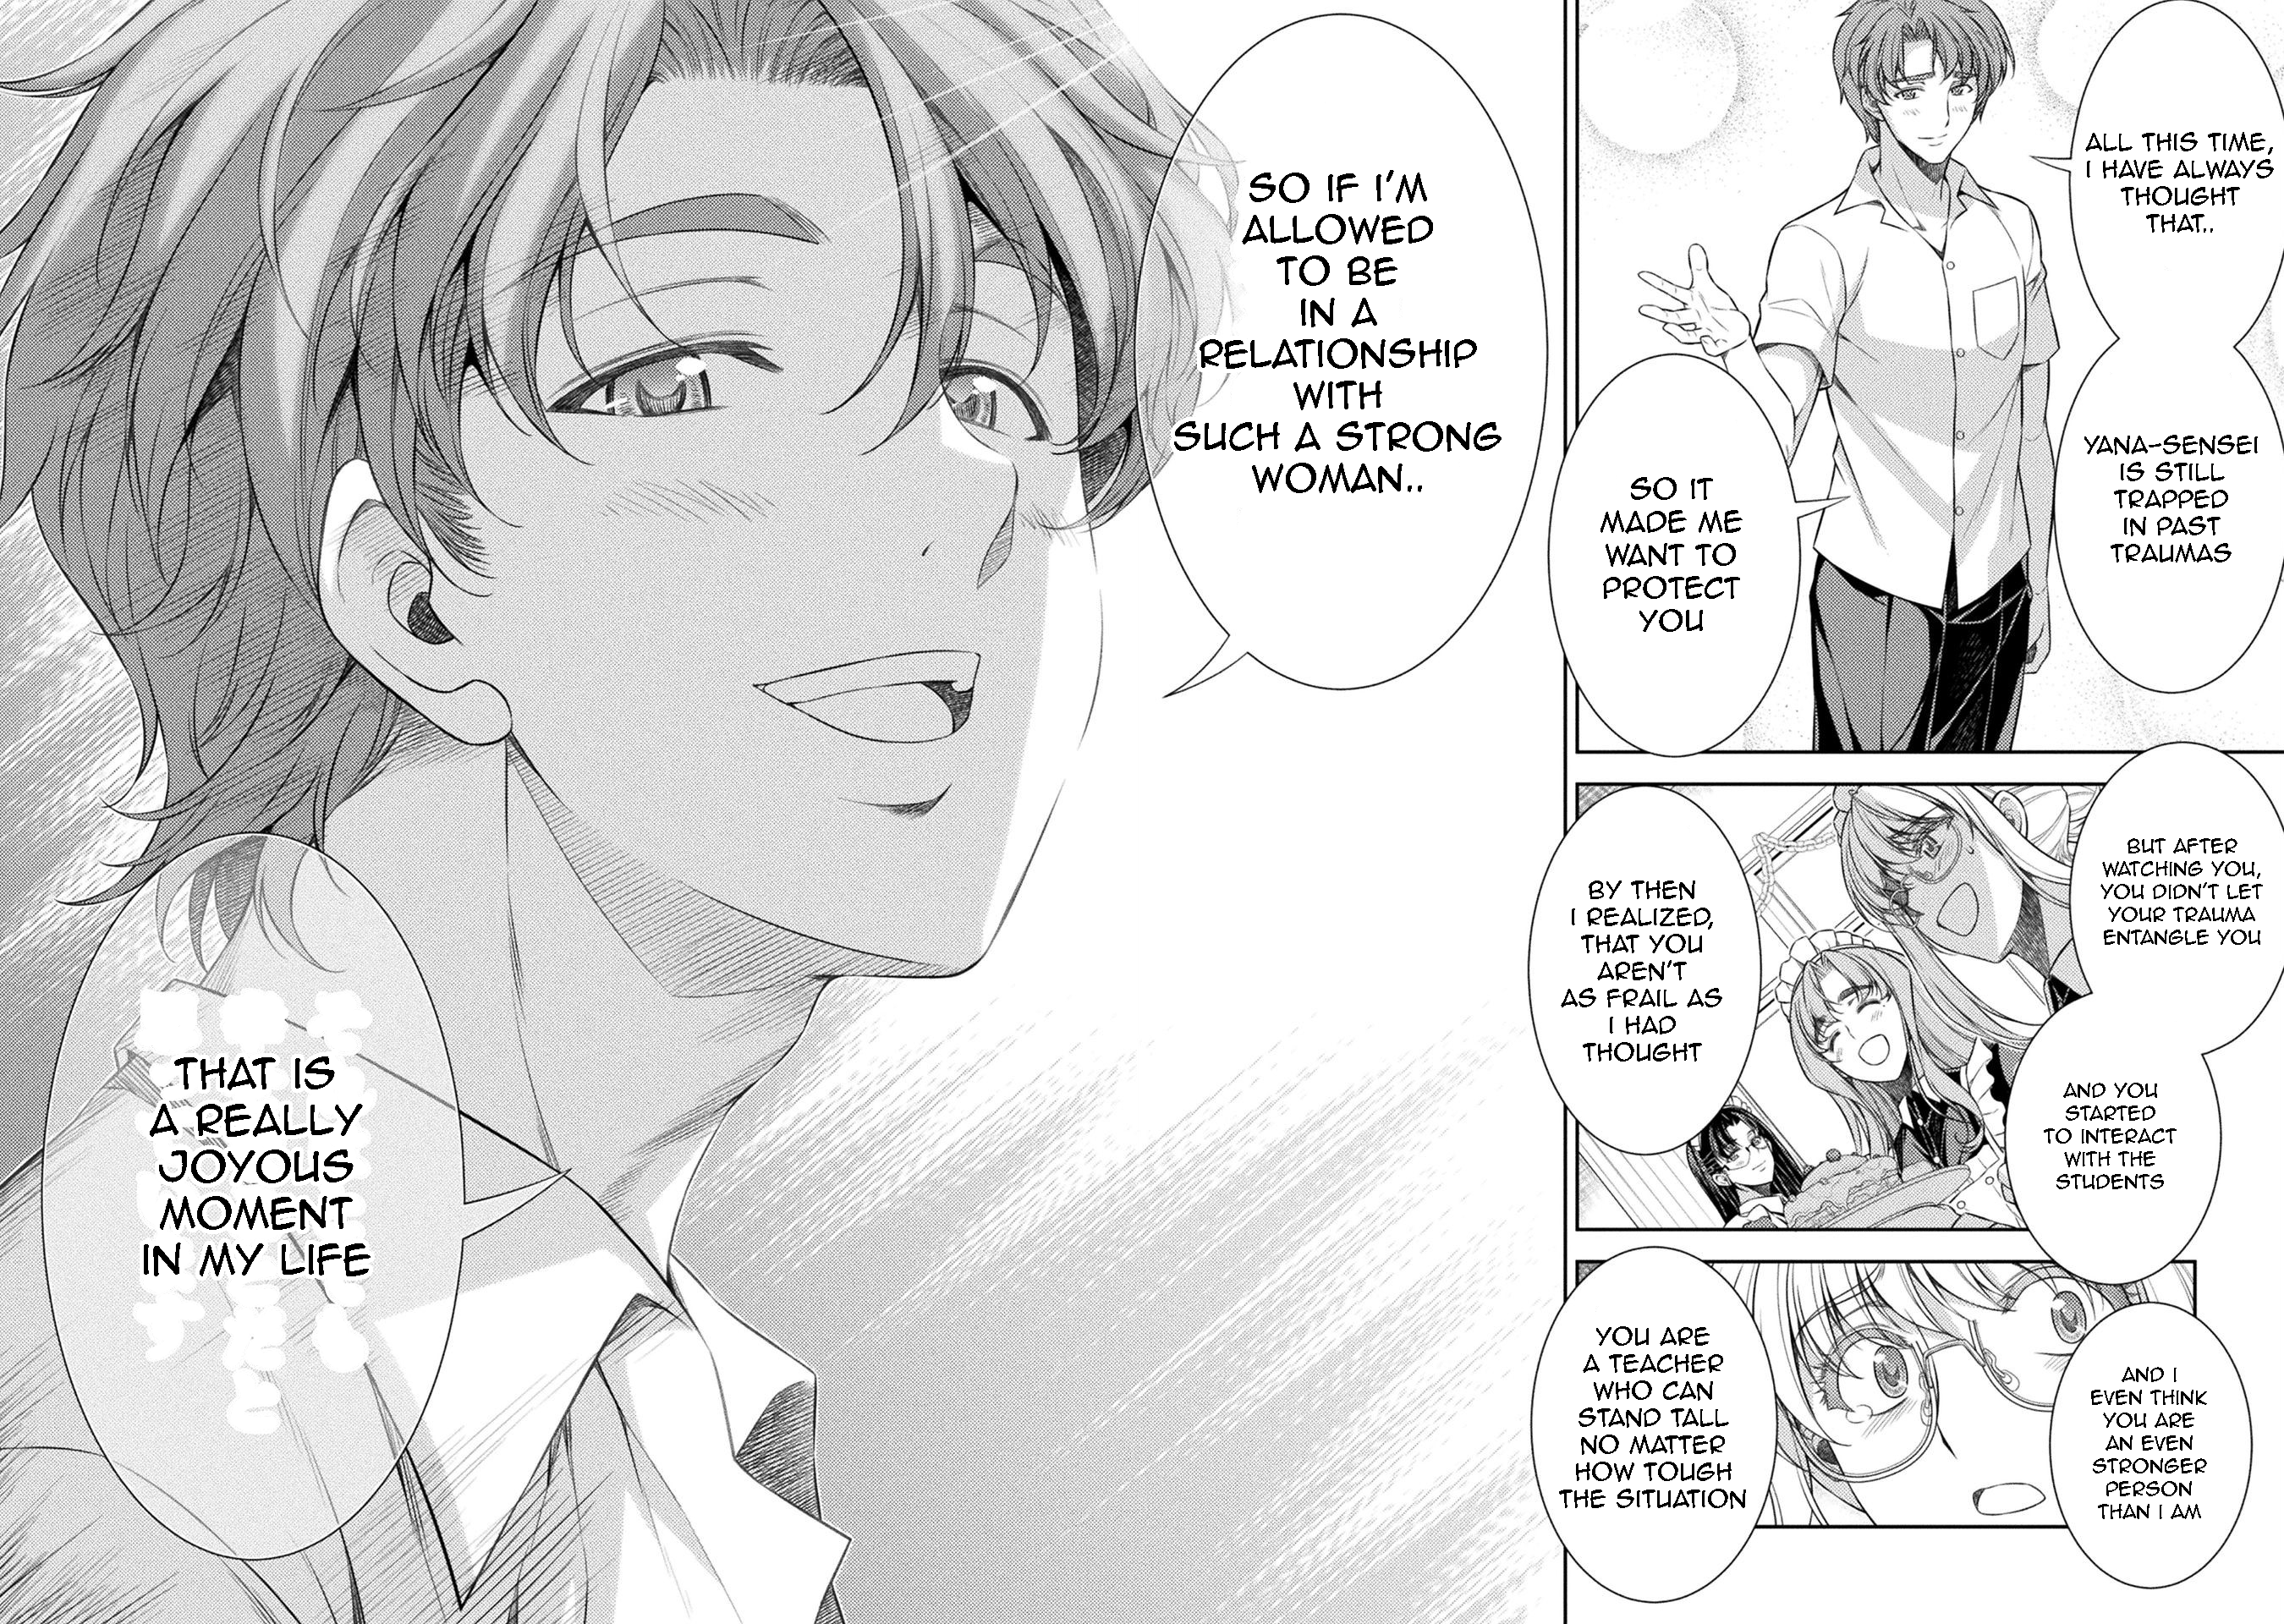 ALL THIS TIME,
I HAVE ALWAYS
THOUGHT
THAT..
YANA-SENSEI
IS STILL
TRAPPED
IN PAST
TRAUMAS
SO IT
MADE ME
WANT TO
PROTECT
YOU
BUT AFTER
WATCHING YOU,
YOU DIDN'T LET
YOUR TRAUMA
ENTANGLE YOU
AND YOU
STARTED
TO INTERACT
WITH THE
STUDENTS
BY THEN
I REALIZED,
THAT YOU
AREN'T
AS FRAIL AS
I HAD
THOUGHT
AND I
EVEN THINK
YOU ARE
AN EVEN
STRONGER
PERSON
THAN I AM
YOU ARE
A TEACHER
WHO CAN
STAND TALL
NO MATTER
HOW TOUGH
THE SITUATION
SO IF I'M
ALLOWED
TO BE
IN A
RELATIONSHIP
WITH
SUCH A STRONG
WOMAN..
THAT IS
A REALLY
JOYOUS
MOMENT
IN MY LIFE